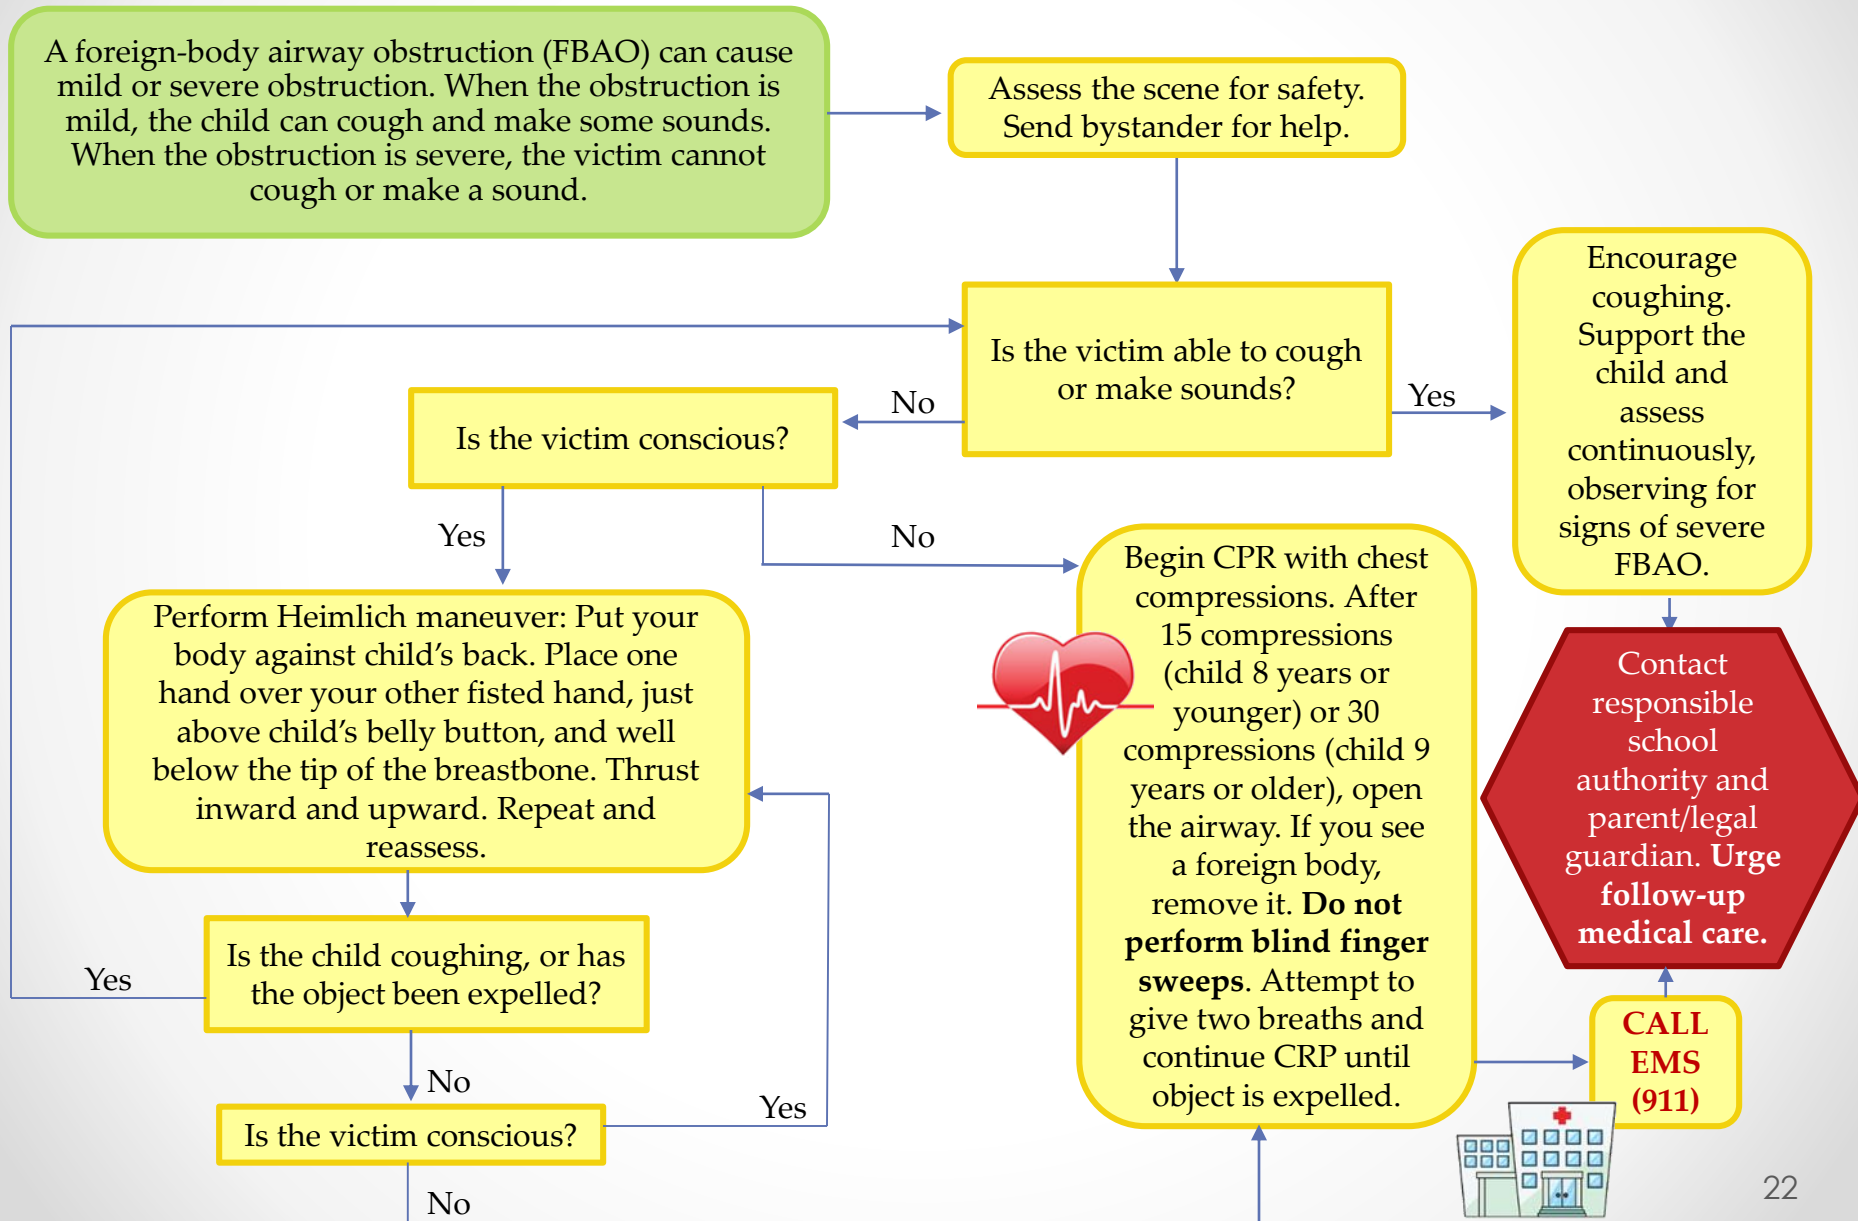 A foreign-body airway obstruction (FBAO) can cause
mild or severe obstruction. When the obstruction is
mild, the child can cough and make some sounds.
When the obstruction is severe, the victim cannot
cough or make a sound.
Assess the scene for safety.
Send bystander for help.
Is the victim able to cough
or make sounds?
Yes
Encourage
coughing.
Support the
child and
assess
continuously,
observing for
signs of severe
FBAO.
No
Is the victim conscious?
Yes
No
Perform Heimlich maneuver: Put your
body against child's back. Place one
hand over your other fisted hand, just
above child's belly button, and well
below the tip of the breastbone. Thrust
inward and upward. Repeat and
reassess.
Is the child coughing, or has
the object been expelled?
Yes
No
Is the victim conscious?
Yes
No
Begin CPR with chest
compressions. After
15 compressions
(child 8 years or
younger) or 30
compressions (child 9
years or older), open
the airway. If you see
a foreign body,
remove it. Do not
perform blind finger
sweeps. Attempt to
give two breaths and
continue CRP until
object is expelled.
CALL
EMS
(911)
Contact
responsible
school
authority and
parent/legal
guardian. Urge
follow-up
medical care.
22